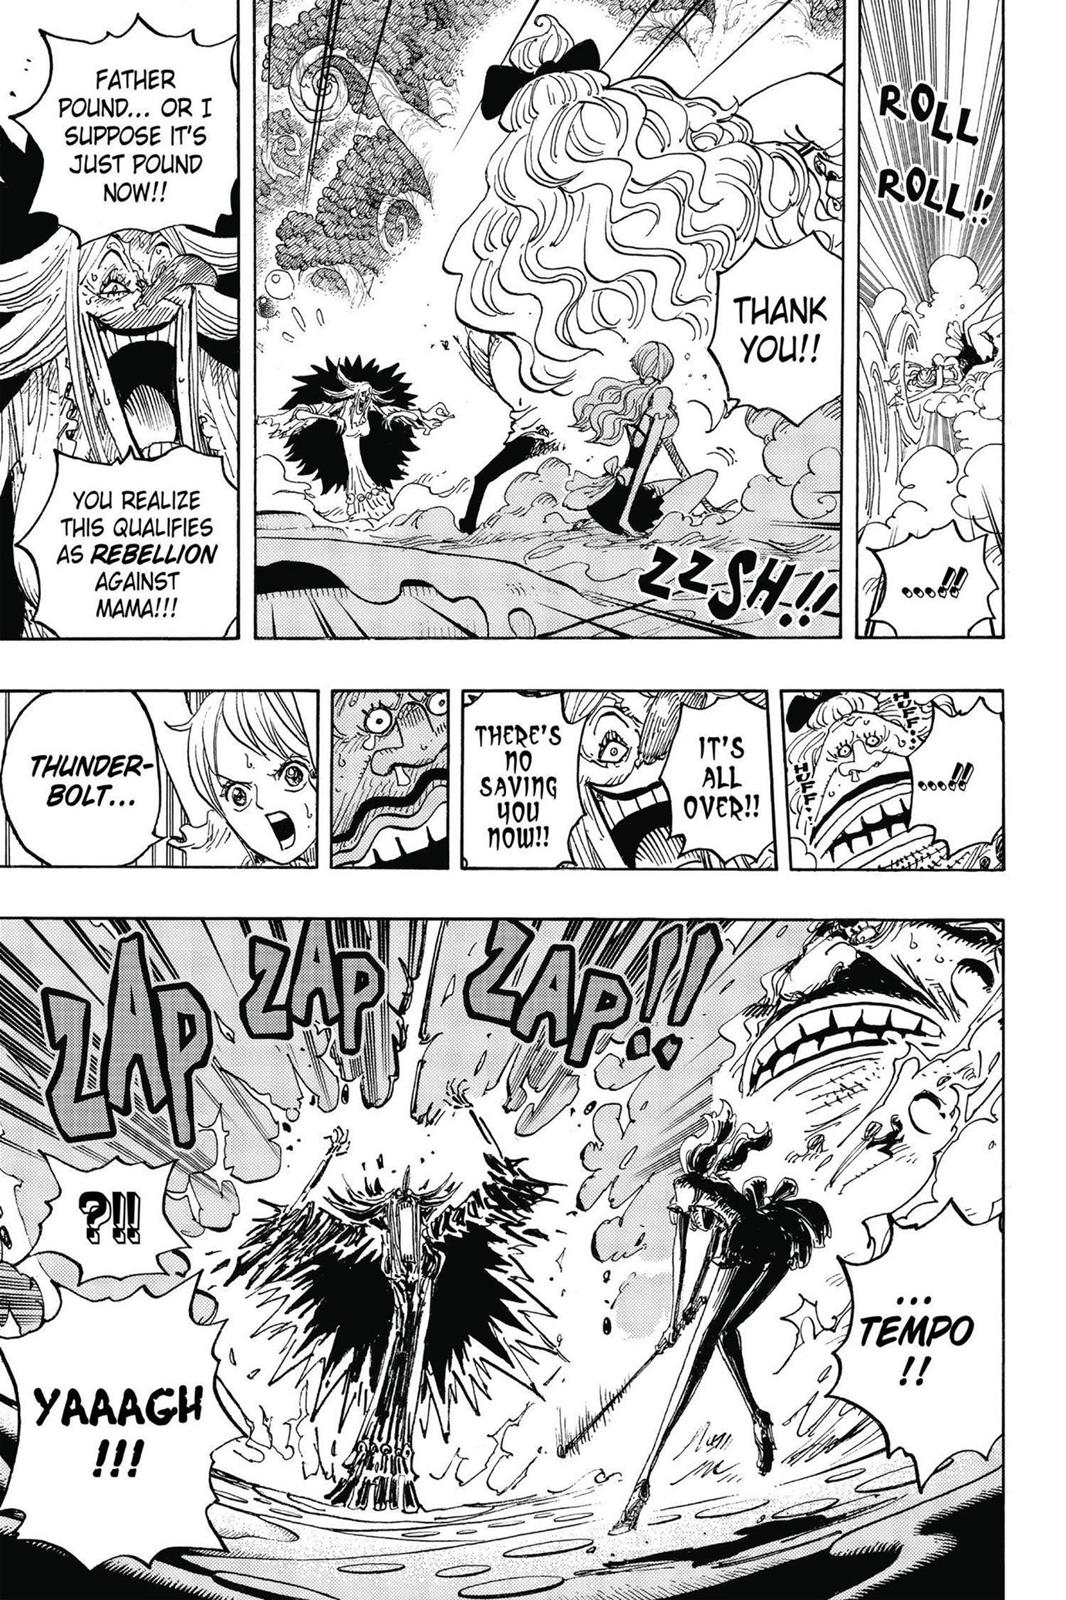 ROLL
ROLL!!
...!!
THANK
YOU!!
ZZSH!!
FATHER
POUND... OR I
SUPPOSE IT'S
JUST POUND
NOW!!
YOU REALIZE
THIS QUALIFIES
AS REBELLION
AGAINST
MAMA!!!
HUFF...
HUFF...
...!!
IT'S
ALL
OVER!!
THERE'S
NO
SAVING
YOU
NOW!!
THUNDER-
BOLT...
ZAP
ZAP
ZAP!!
...
TEMPO
!!
?!!
YAAAGH
!!!